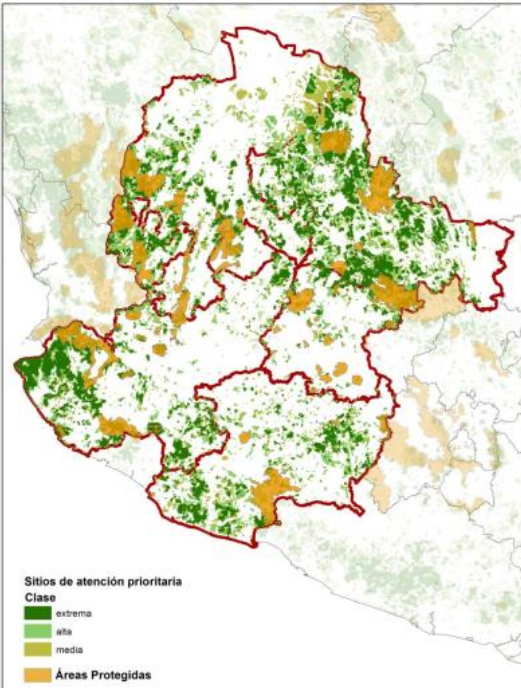 Sitios de atención prioritaria
Clase
extrema
alta
media
Áreas Protegidas